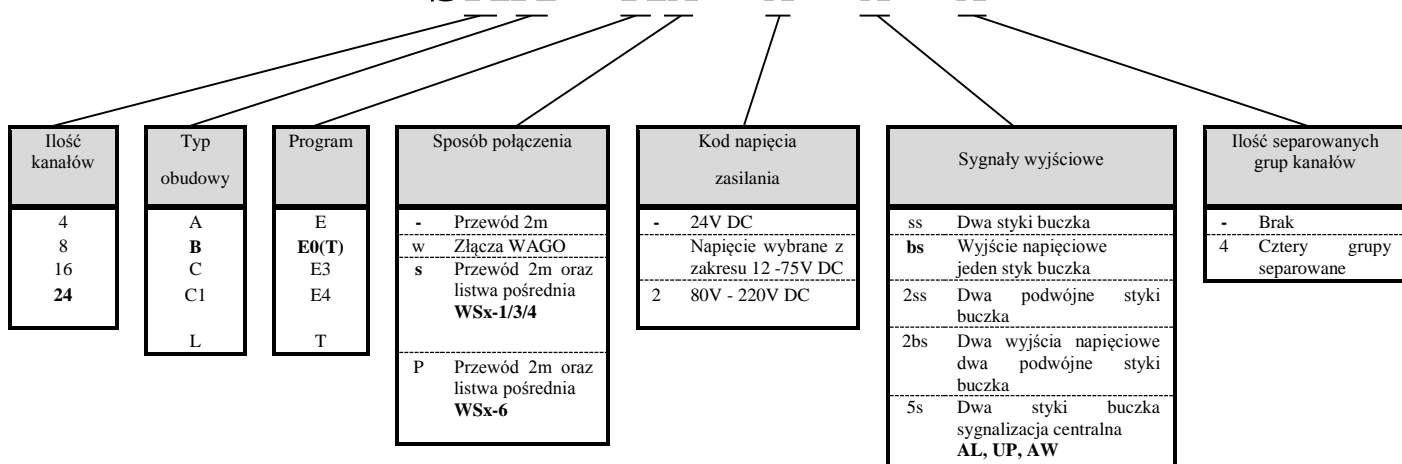 Ilość
kanałów
4
8
16
24
Typ
obudowy
A
B
C
C1
L
Program
E
E0(T)
E3
E4
T
Sposób połączenia
- Przewód 2m
w Złącza WAGO
s Przewód 2m oraz
listwa pośrednia
WSx-1/3/4
P Przewód 2m oraz
listwa pośrednia
WSx-6
Kod napięcia
zasilania
- 24V DC
Napięcie wybrane z
zakresu 12 -75V DC
2 80V - 220V DC
Sygnały wyjściowe
ss Dwa styki buczka
bs Wyjście napięciowe
jeden styk buczka
2ss Dwa podwójne styki
buczka
2bs Dwa wyjścia napięciowe
dwa podwójne styki
buczka
5s Dwa styki buczka
sygnalizacja centralna
AL, UP, AW
Ilość separowanych
grup kanałów
- Brak
4 Cztery grupy
separowane